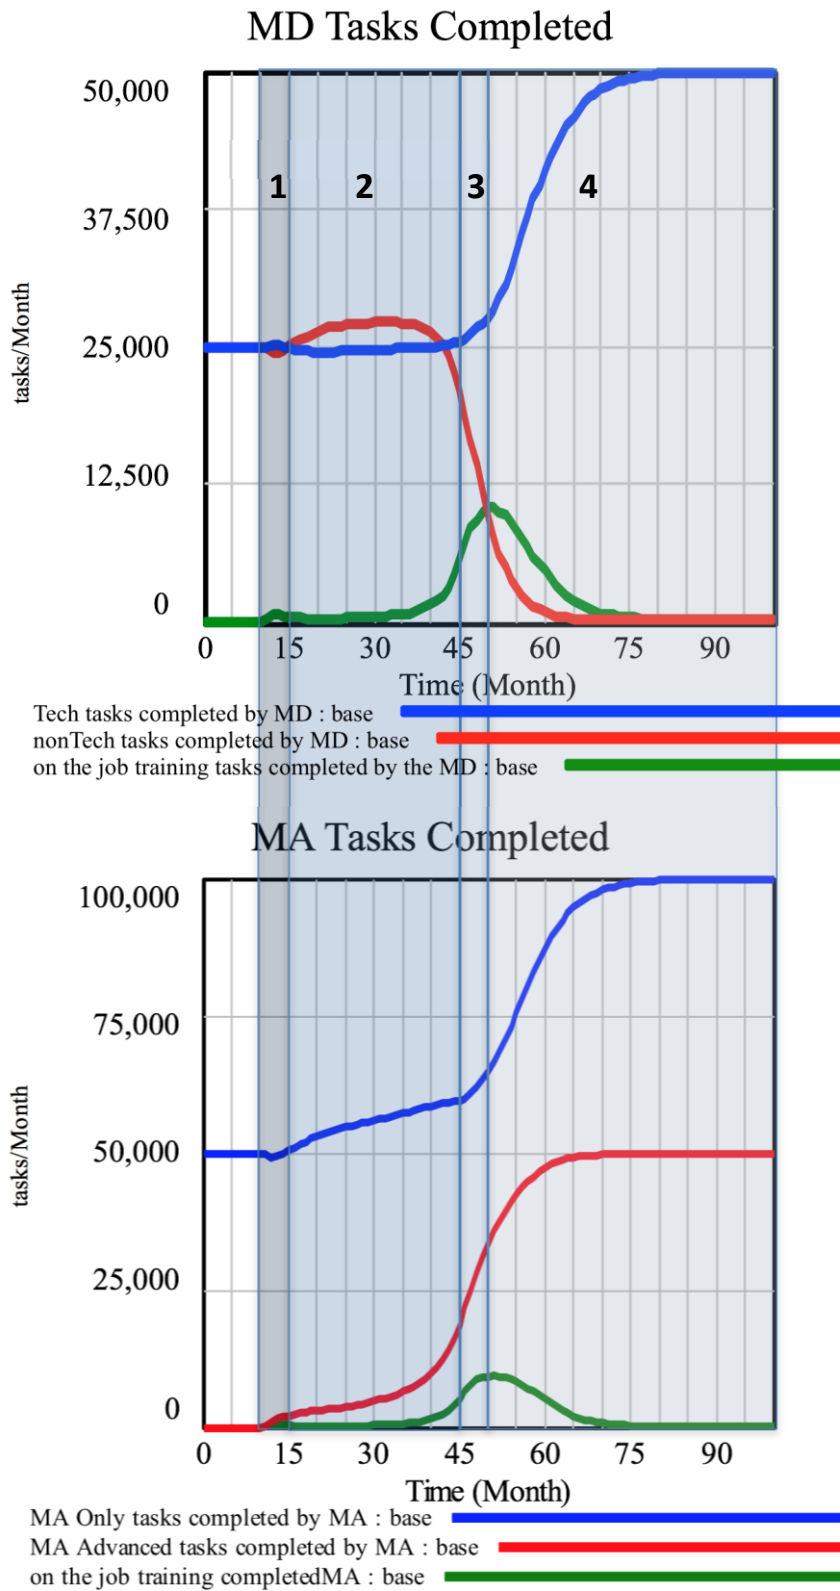 MD Tasks Completed
50,000
37,500
25,000
12,500
0
tasks/Month
1 2 3 4
0 15 30 45 60 75 90
Time (Month)
Tech tasks completed by MD : base
nonTech tasks completed by MD : base
on the job training tasks completed by the MD : base
MA Tasks Completed
100,000
75,000
50,000
25,000
0
tasks/Month
0 15 30 45 60 75 90
Time (Month)
MA Only tasks completed by MA : base
MA Advanced tasks completed by MA : base
on the job training completedMA : base